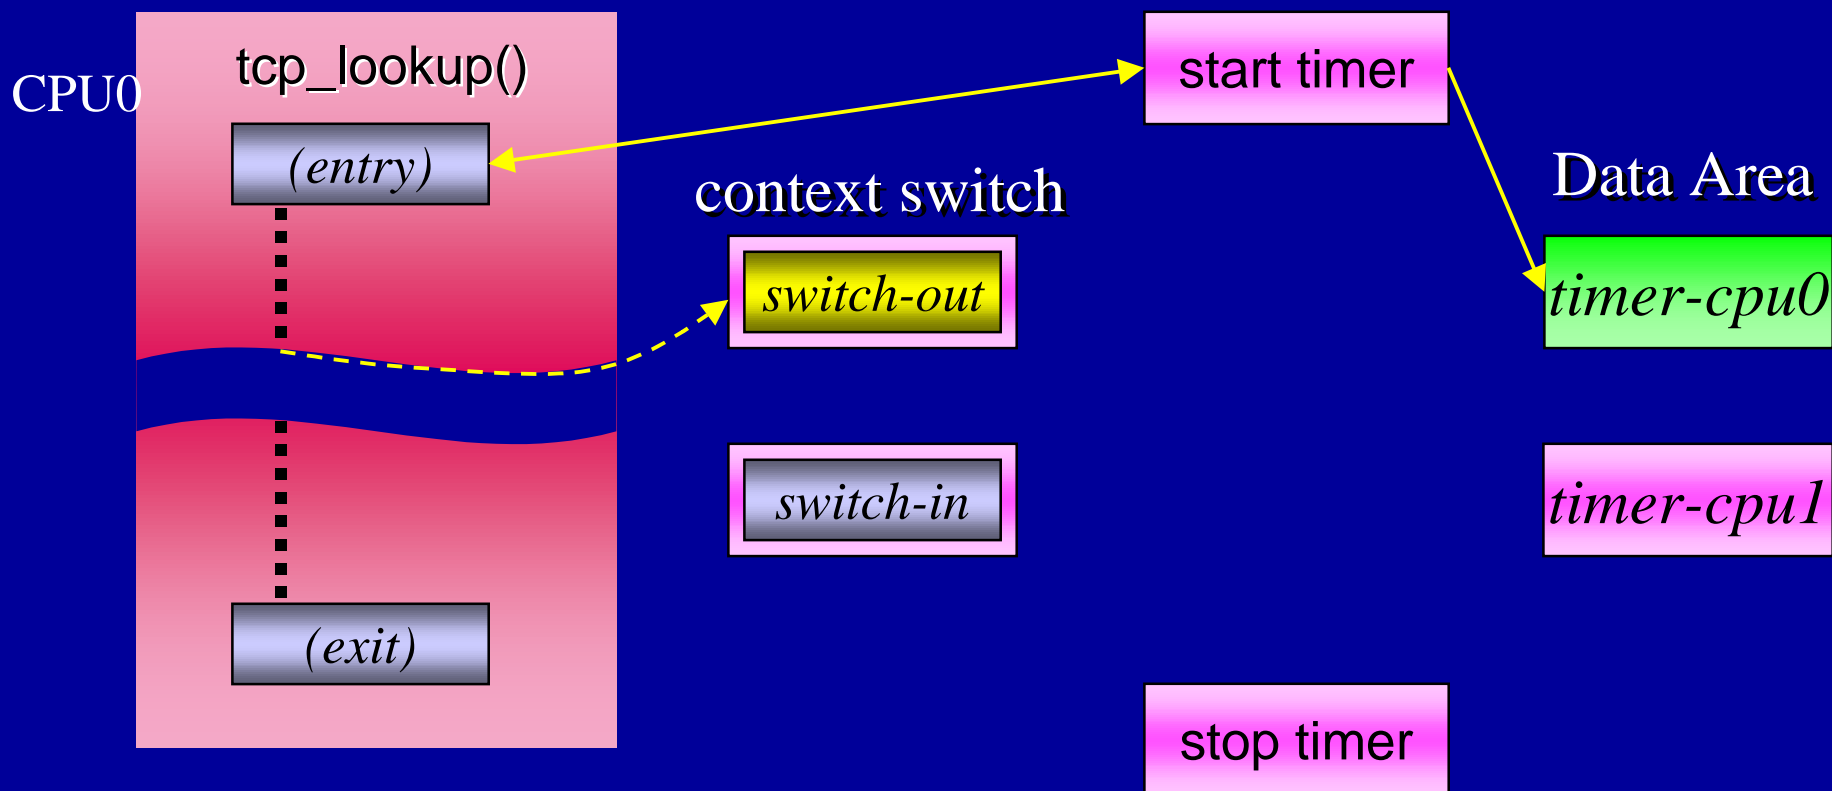 CPU0
tcp_lookup()
(entry)
context switch
switch-out
switch-in
(exit)
start timer
stop timer
Data Area
timer-cpu0
timer-cpu1